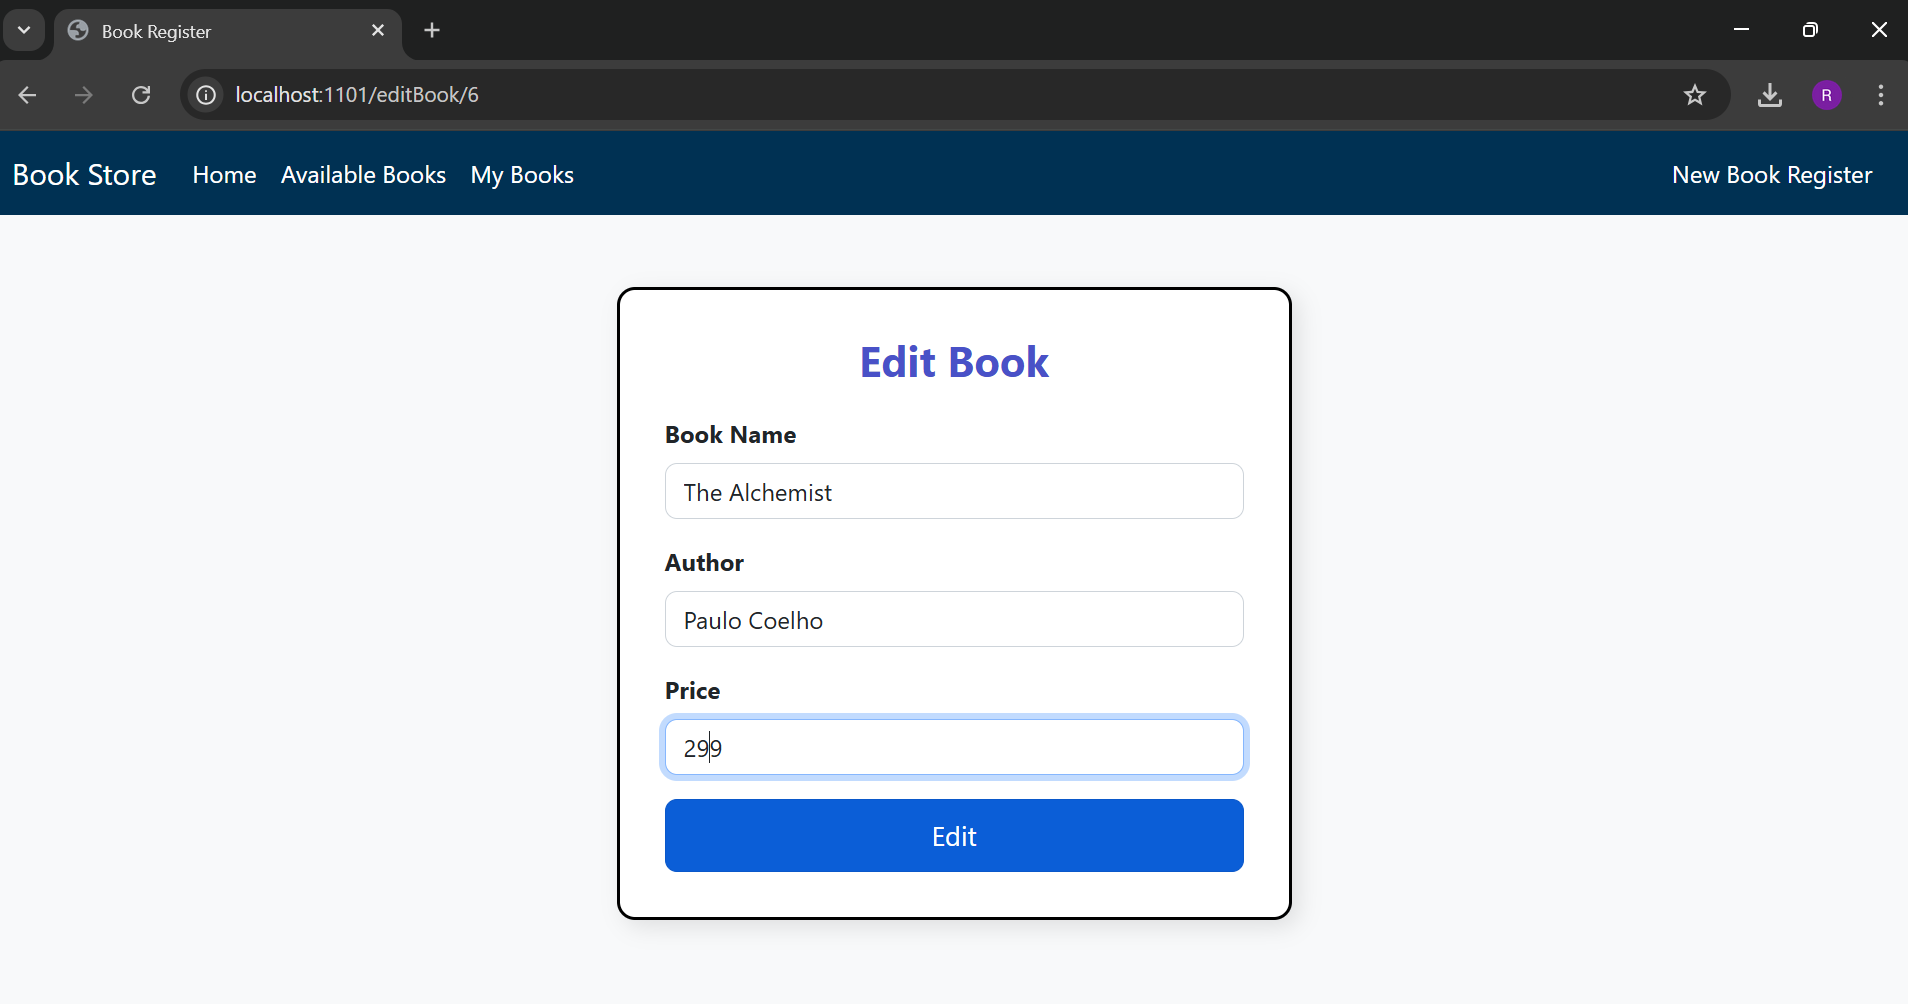 Book Register
localhost:1101/editBook/6
R
Book Store Home Available Books My Books New Book Register
Edit Book
Book Name
The Alchemist
Author
Paulo Coelho
Price
299
Edit